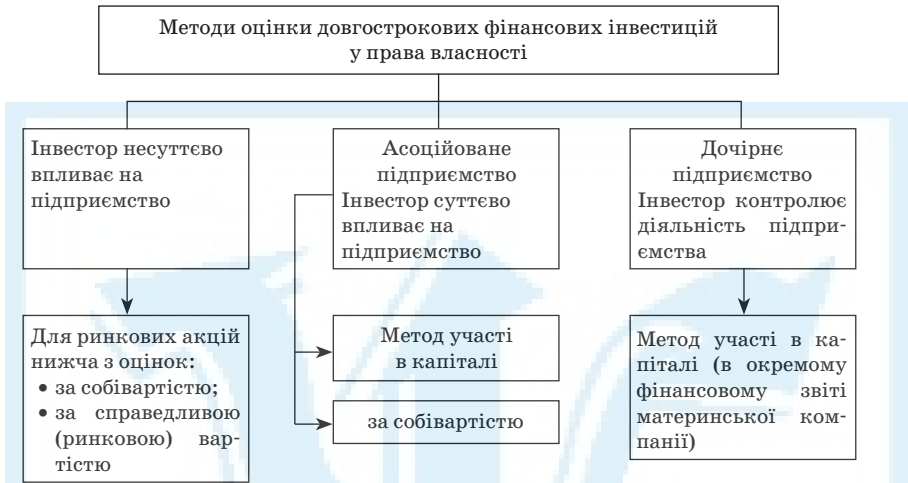 Методи оцінки довгострокових фінансових інвестицій
у права власності
Інвестор несуттєво
впливає на
підприємство
Асоційоване
підприємство
Інвестор суттєво
впливає на
підприємство
Дочірнє
підприємство
Інвестор контролює
діяльність підпри-
ємства
Для ринкових акцій
нижча з оцінок:
• за собівартістю;
• за справедливою
(ринковою) вар-
тістю
Метод участі
в капіталі
за собівартістю
Метод участі в ка-
піталі (в окремому
фінансовому звіті
материнської ком-
панії)